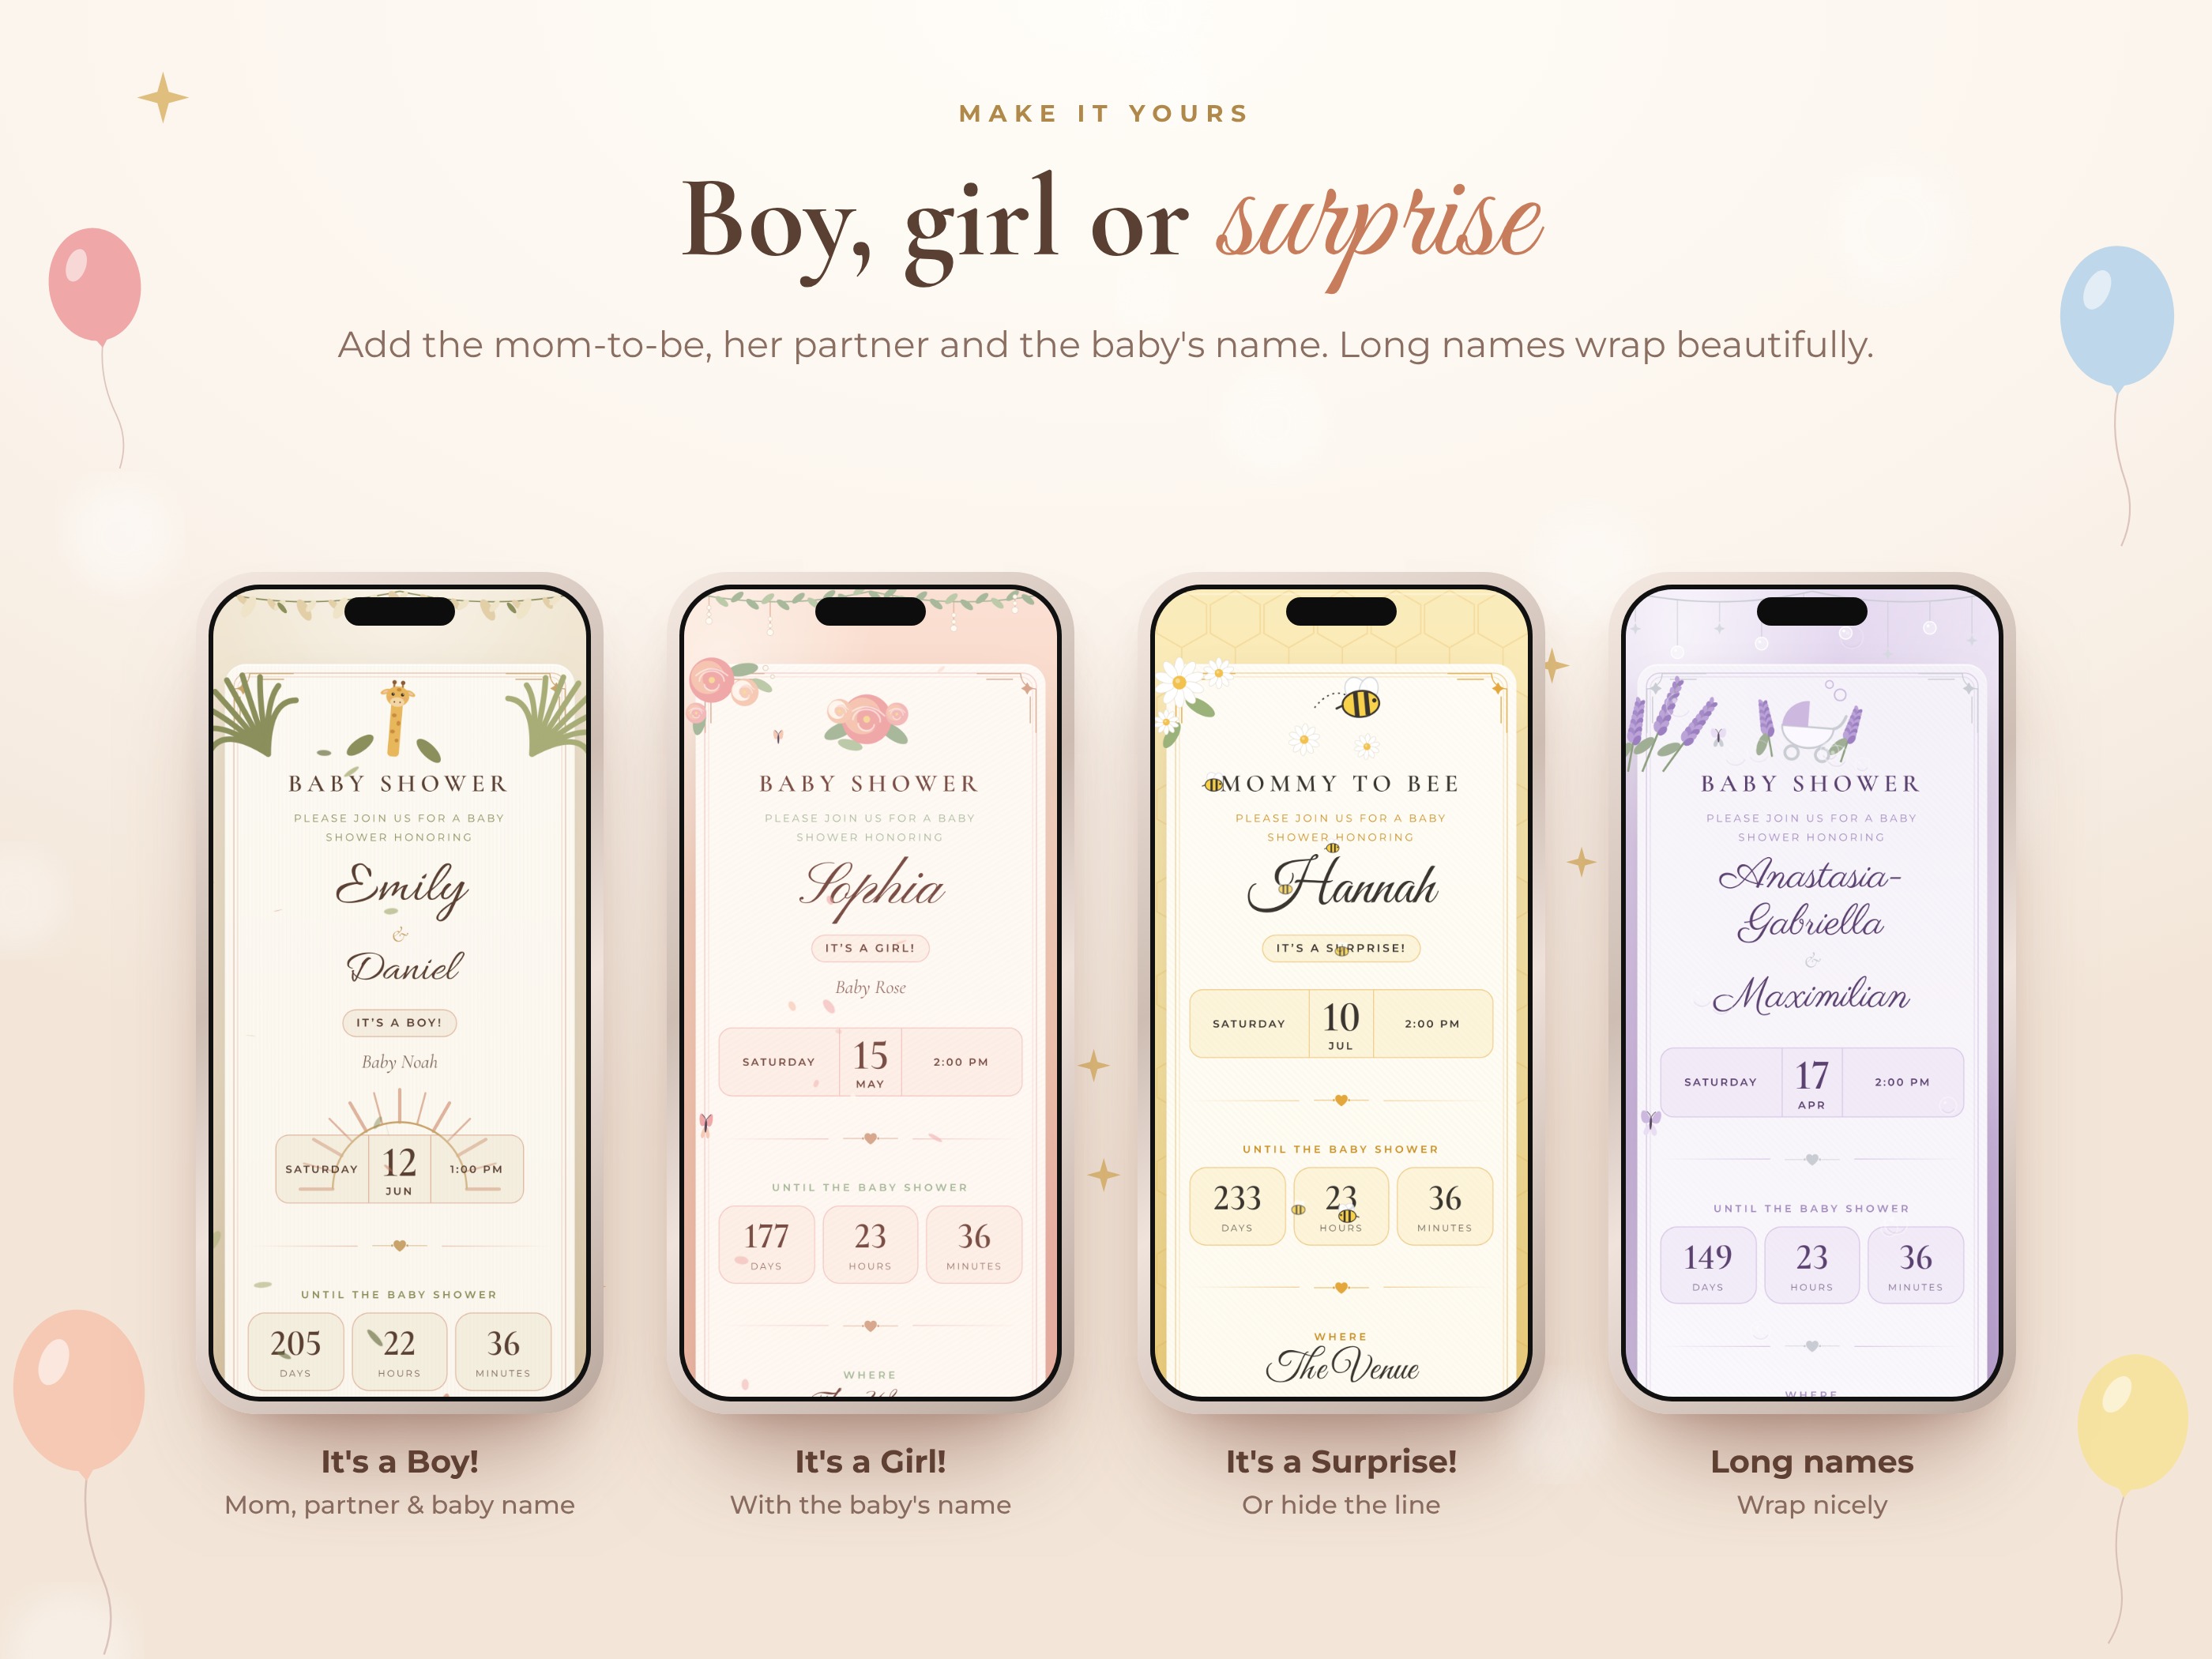 MAKE IT YOURS
Boy, girl or surprise
Add the mom-to-be, her partner and the baby's name. Long names wrap beautifully.
BABY SHOWER
PLEASE JOIN US FOR A BABY
SHOWER HONORING
Emily
&
Daniel
IT'S A BOY!
Baby Noah
SATURDAY
12
JUN
1:00 PM
UNTIL THE BABY SHOWER
205
DAYS
22
HOURS
36
MINUTES
It's a Boy!
Mom, partner & baby name
BABY SHOWER
PLEASE JOIN US FOR A BABY
SHOWER HONORING
Sophia
IT'S A GIRL!
Baby Rose
SATURDAY
15
MAY
2:00 PM
UNTIL THE BABY SHOWER
177
DAYS
23
HOURS
36
MINUTES
WHERE
It's a Girl!
With the baby's name
MOMMY TO BEE
PLEASE JOIN US FOR A BABY
SHOWER HONORING
Hannah
IT'S A SURPRISE!
SATURDAY
10
JUL
2:00 PM
UNTIL THE BABY SHOWER
233
DAYS
23
HOURS
36
MINUTES
WHERE
The Venue
It's a Surprise!
Or hide the line
BABY SHOWER
PLEASE JOIN US FOR A BABY
SHOWER HONORING
Anastasia-
Gabriella
&
Maximilian
SATURDAY
17
APR
2:00 PM
UNTIL THE BABY SHOWER
149
DAYS
23
HOURS
36
MINUTES
WHERE
Long names
Wrap nicely